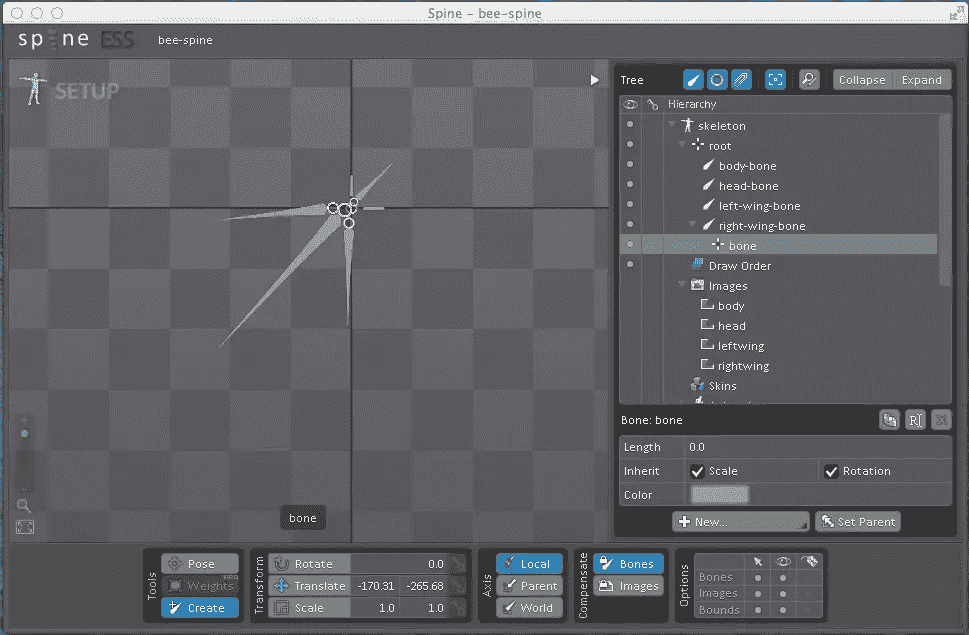 Spine - bee-spine
spine ESS bee-spine
SETUP
Tree Collapse Expand
Hierarchy
skeleton
root
body-bone
head-bone
left-wing-bone
right-wing-bone
bone
Draw Order
Images
body
head
leftwing
rightwing
Skins
Bone: bone
Length 0.0
Inherit Scale Rotation
Color
bone
New... Set Parent
Tools
Pose
Weights
Create
Transform
Rotate 0.0
Translate -170.31 -265.68
Scale 1.0 1.0
Axis
Local
Parent
World
Compensate
Bones
Images
Options
Bones
Images
Bounds